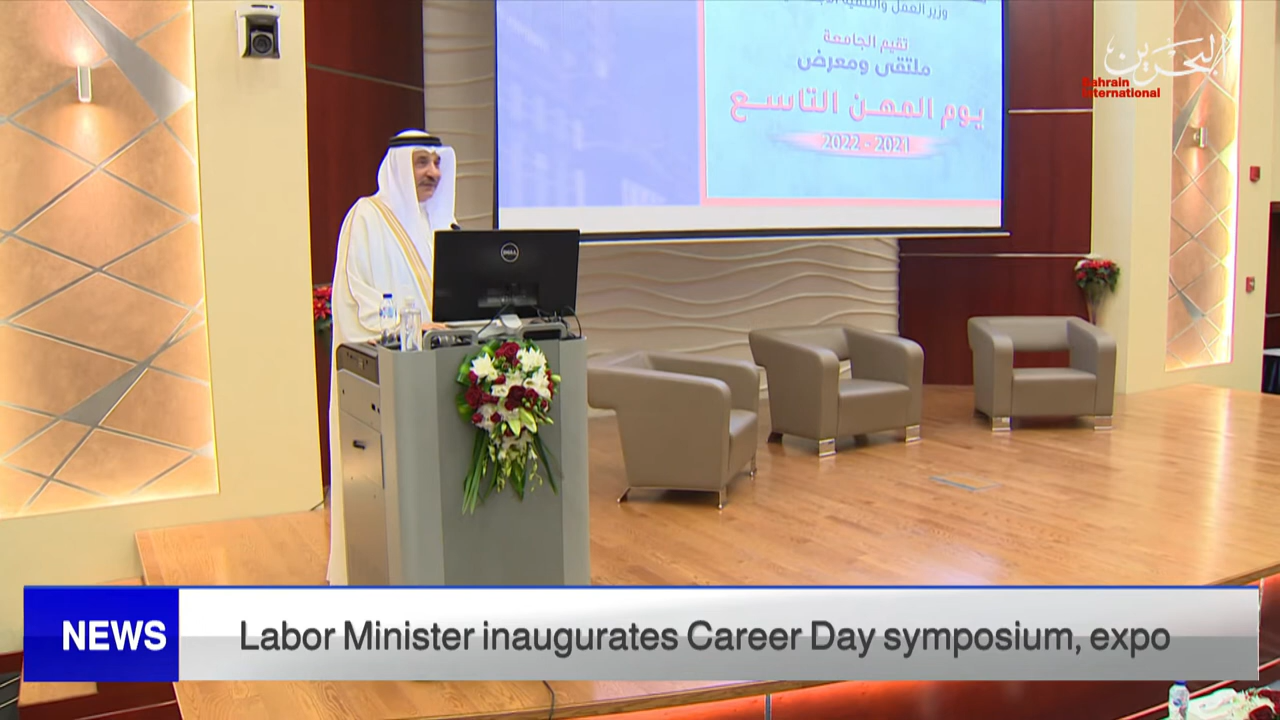 وزير العمل والتنمية
تقيم الجامعة
ملتقى ومعرض
يوم المهن التاسع
2022 - 2021
البحرين
Bahrain
International
DELL
NEWS
Labor Minister inaugurates Career Day symposium, expo